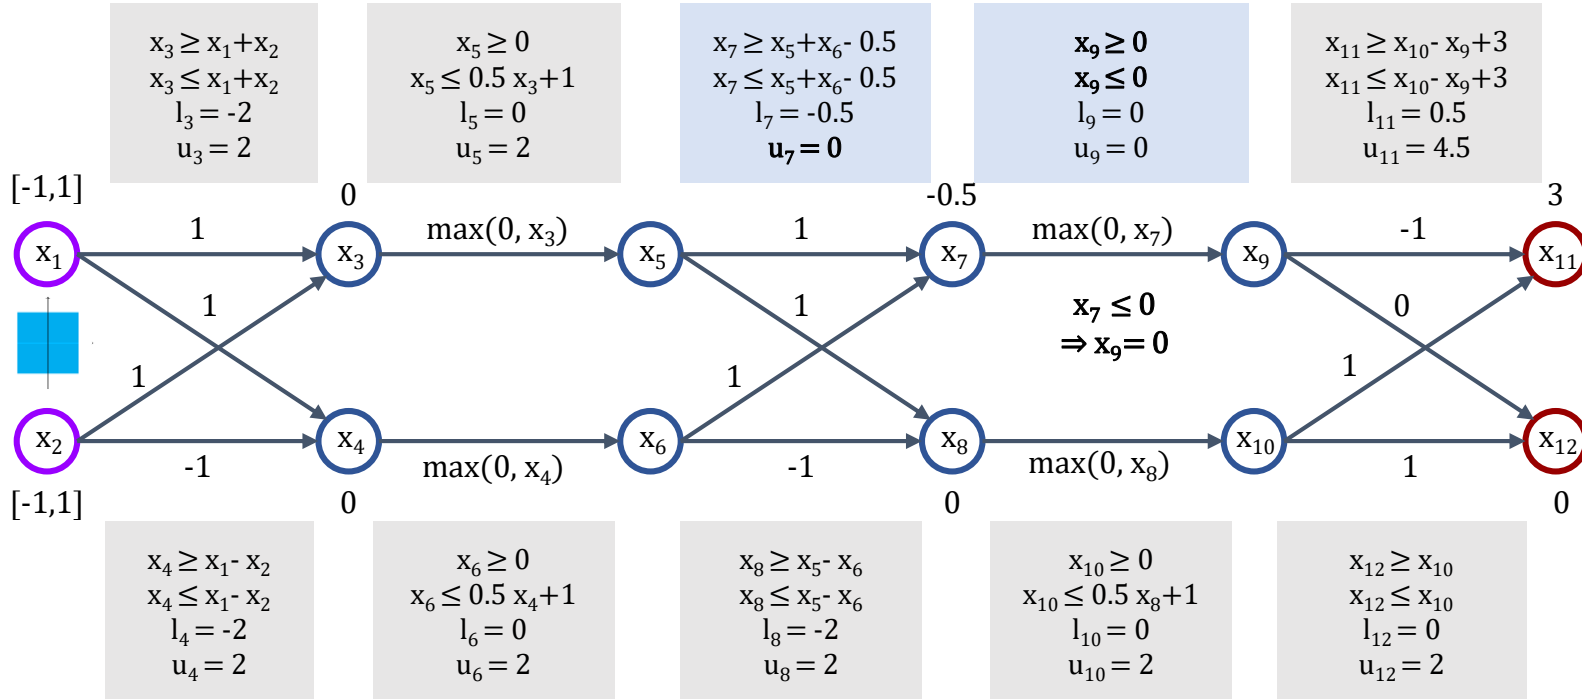 x₃ ≥ x₁+x₂
x₃ ≤ x₁+x₂
l₃ = -2
u₃ = 2
x₅ ≥ 0
x₅ ≤ 0.5 x₃+1
l₅ = 0
u₅ = 2
x₇ ≥ x₅+x₆- 0.5
x₇ ≤ x₅+x₆- 0.5
l₇ = -0.5
u₇ = 0
x₉ ≥ 0
x₉ ≤ 0
l₉ = 0
u₉ = 0
x₁₁ ≥ x₁₀- x₉+3
x₁₁ ≤ x₁₀- x₉+3
l₁₁ = 0.5
u₁₁ = 4.5
[-1,1]
0
-0.5
3
1
max(0, x₃)
1
max(0, x₇)
-1
x₁
x₃
x₅
x₇
x₉
x₁₁
1
1
0
x₇ ≤ 0
⇒ x₉ = 0
1
1
1
x₂
x₄
x₆
x₈
x₁₀
x₁₂
-1
max(0, x₄)
-1
max(0, x₈)
1
[-1,1]
0
0
0
x₄ ≥ x₁- x₂
x₄ ≤ x₁- x₂
l₄ = -2
u₄ = 2
x₆ ≥ 0
x₆ ≤ 0.5 x₄+1
l₆ = 0
u₆ = 2
x₈ ≥ x₅- x₆
x₈ ≤ x₅- x₆
l₈ = -2
u₈ = 2
x₁₀ ≥ 0
x₁₀ ≤ 0.5 x₈+1
l₁₀ = 0
u₁₀ = 2
x₁₂ ≥ x₁₀
x₁₂ ≤ x₁₀
l₁₂ = 0
u₁₂ = 2